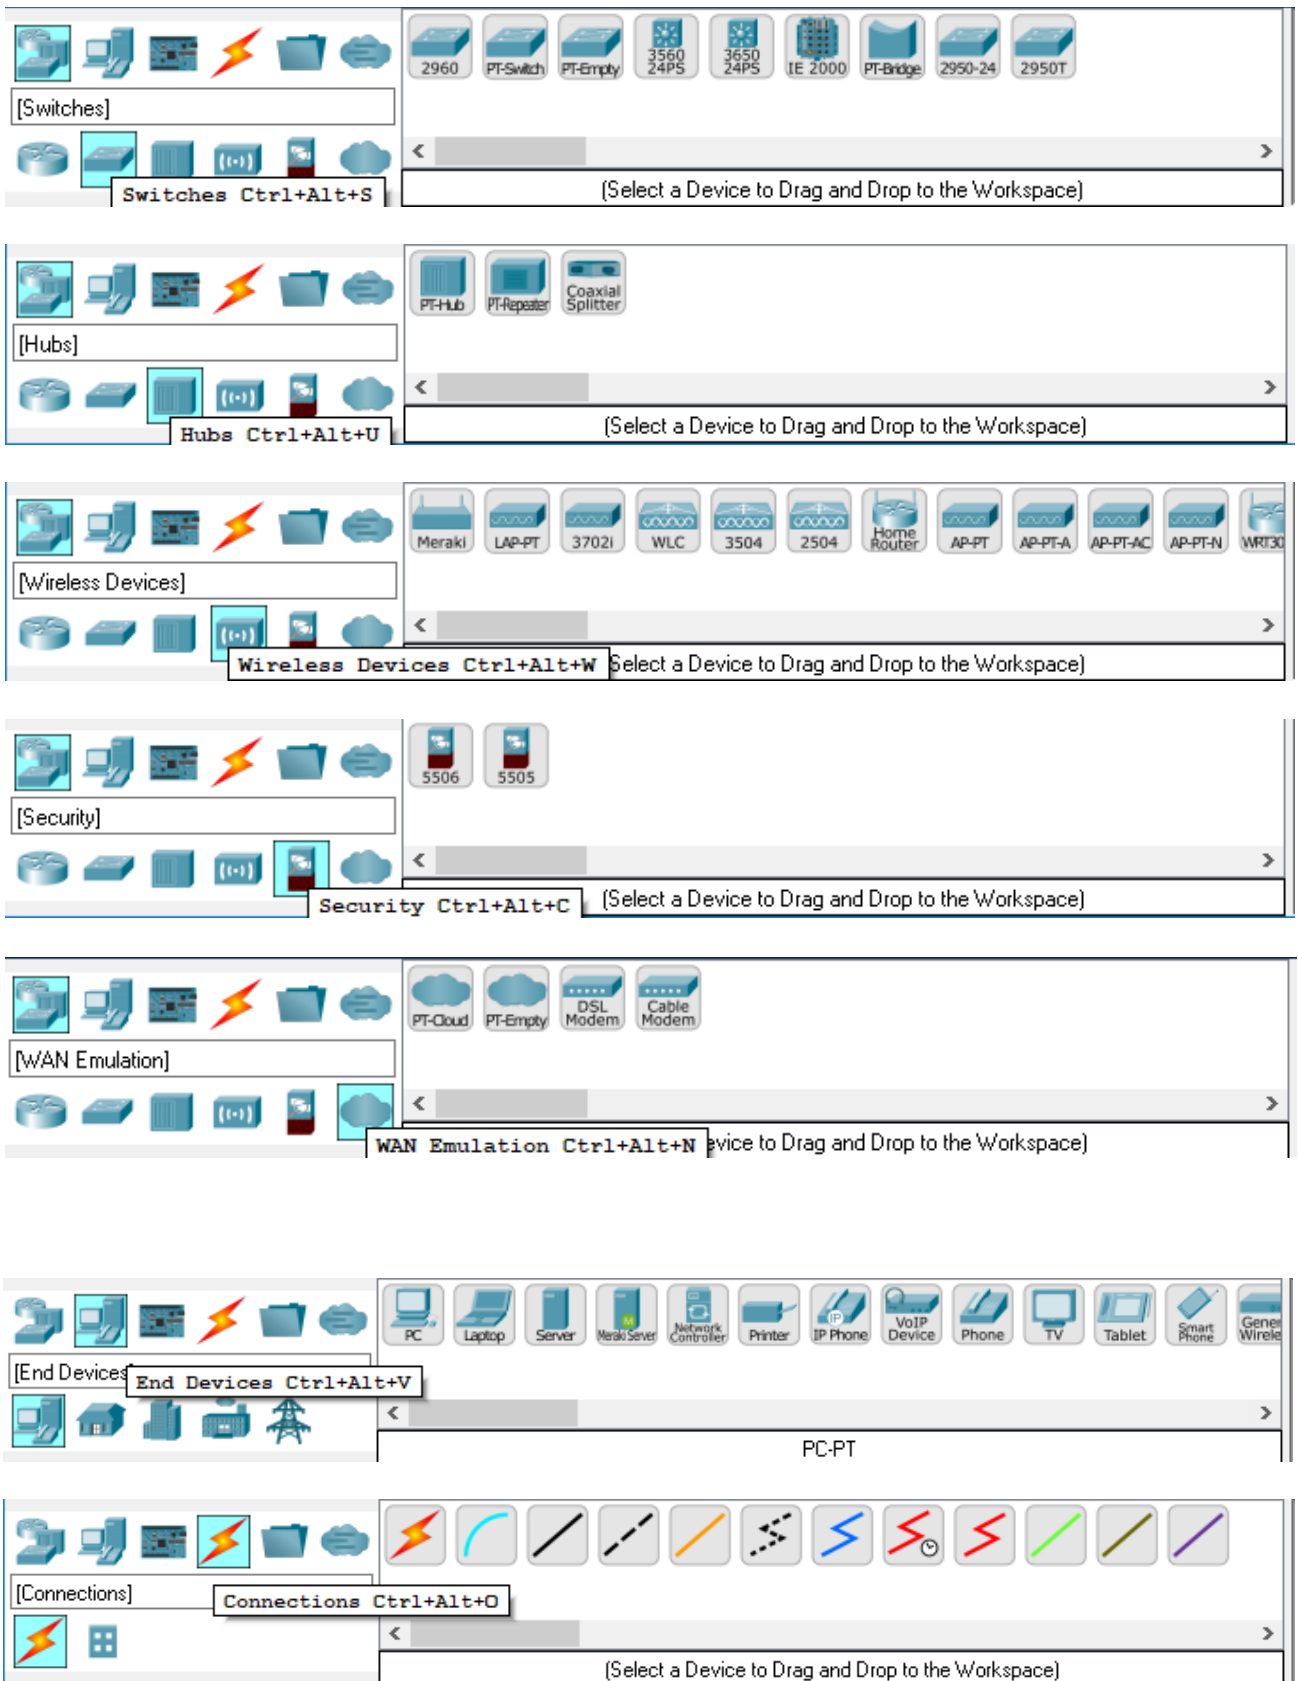 2960 PT-Switch PT-Empty 3560 24PS 3650 24PS IE 2000 PT-Bridge 2950-24 2950T
[Switches]
Switches Ctrl+Alt+S
(Select a Device to Drag and Drop to the Workspace)
PT-Hub PT-Repeater Coaxial Splitter
[Hubs]
Hubs Ctrl+Alt+U
(Select a Device to Drag and Drop to the Workspace)
Meraki LAP-PT 3702i WLC 3504 2504 Home Router AP-PT AP-PT-A AP-PT-AC AP-PT-N WRT30
[Wireless Devices]
Wireless Devices Ctrl+Alt+W
Select a Device to Drag and Drop to the Workspace)
5506 5505
[Security]
Security Ctrl+Alt+C
(Select a Device to Drag and Drop to the Workspace)
PT-Cloud PT-Empty DSL Modem Cable Modem
[WAN Emulation]
WAN Emulation Ctrl+Alt+N
evice to Drag and Drop to the Workspace)
PC Laptop Server Meraki Server Network Controller Printer IP Phone VoIP Device Phone TV Tablet Smart Phone Gener Wirele
[End Devices
End Devices Ctrl+Alt+V
PC-PT
[Connections]
Connections Ctrl+Alt+O
(Select a Device to Drag and Drop to the Workspace)